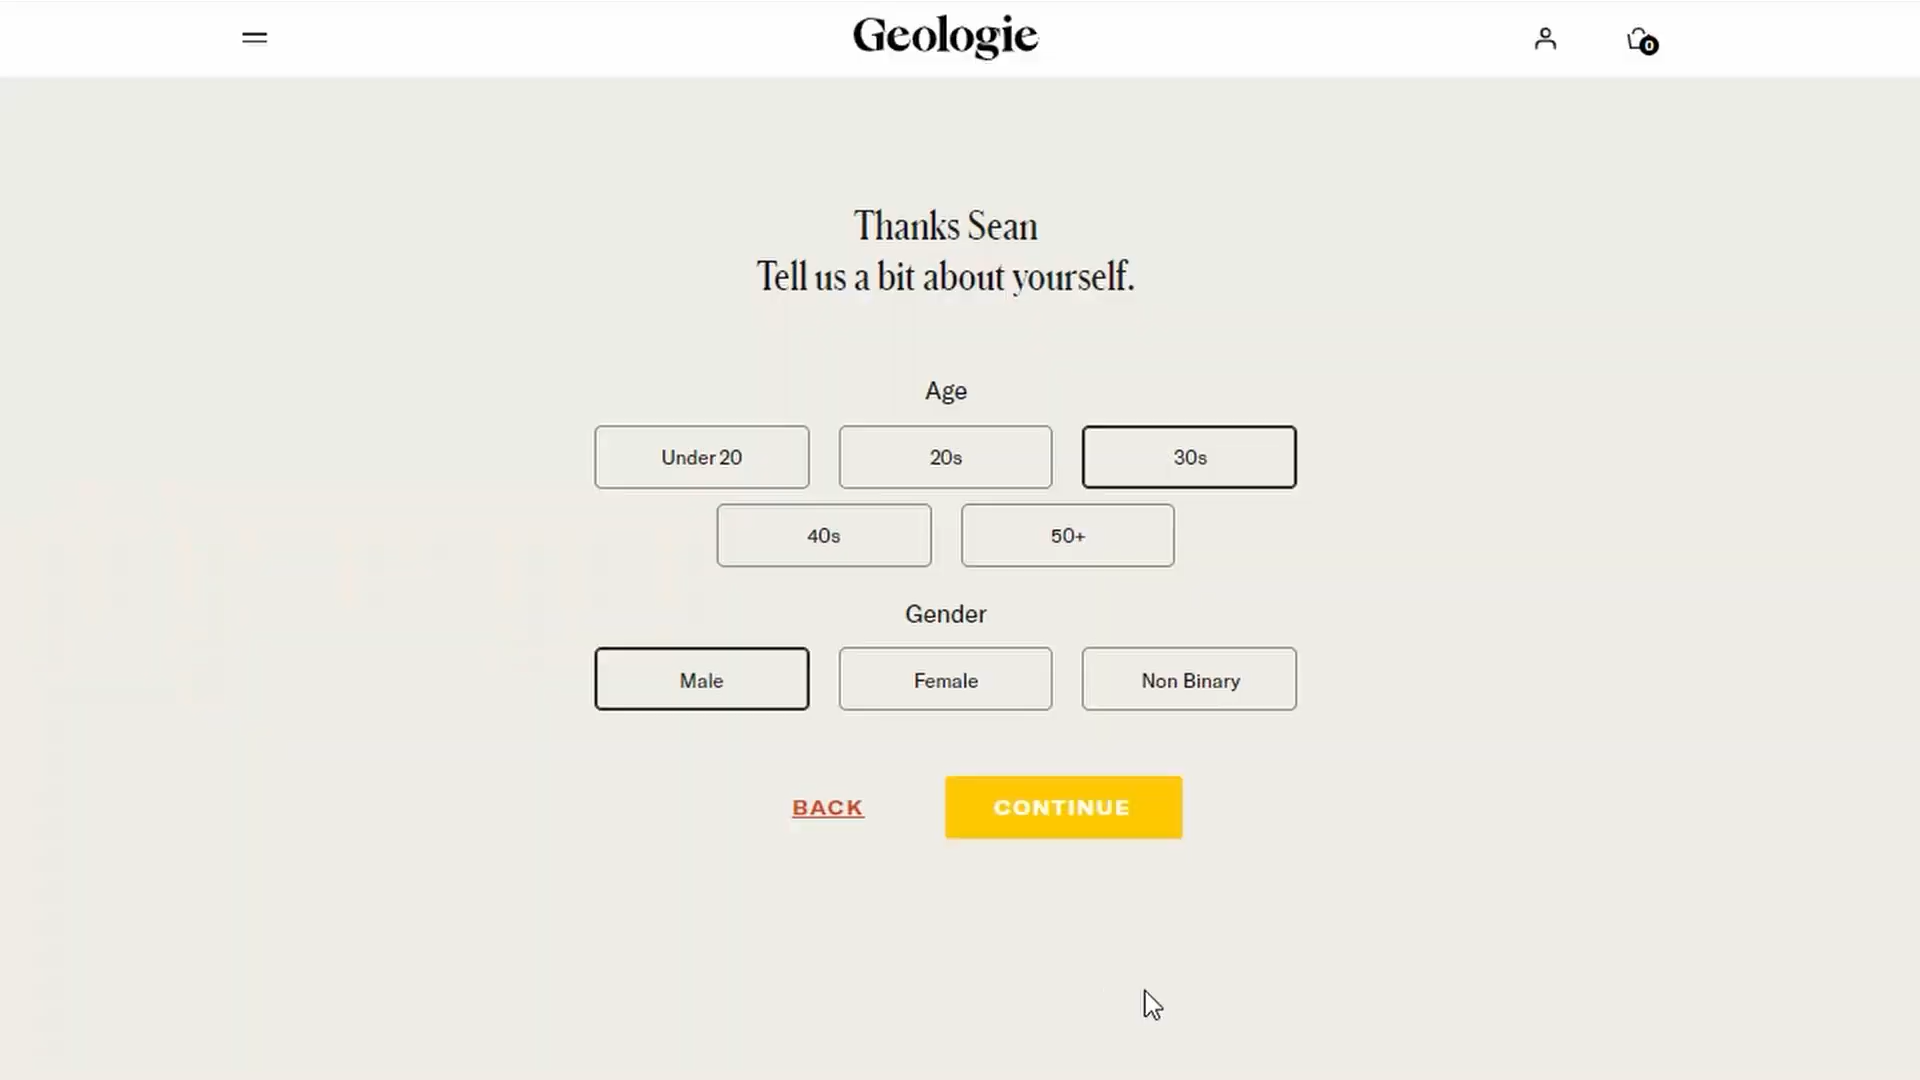 Geologie
0
Thanks Sean
Tell us a bit about yourself.
Age
Under 20
20s
30s
40s
50+
Gender
Male
Female
Non Binary
BACK
CONTINUE